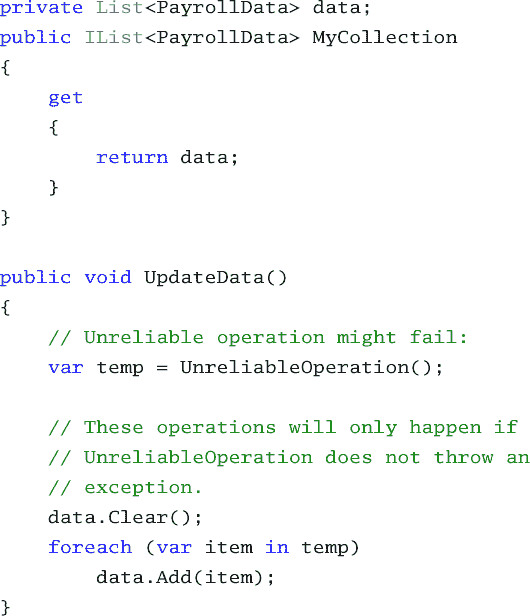 private List<PayrollData> data;
public IList<PayrollData> MyCollection
{
    get
    {
        return data;
    }
}

public void UpdateData()
{
    // Unreliable operation might fail:
    var temp = UnreliableOperation();

    // These operations will only happen if
    // UnreliableOperation does not throw an
    // exception.
    data.Clear();
    foreach (var item in temp)
        data.Add(item);
}